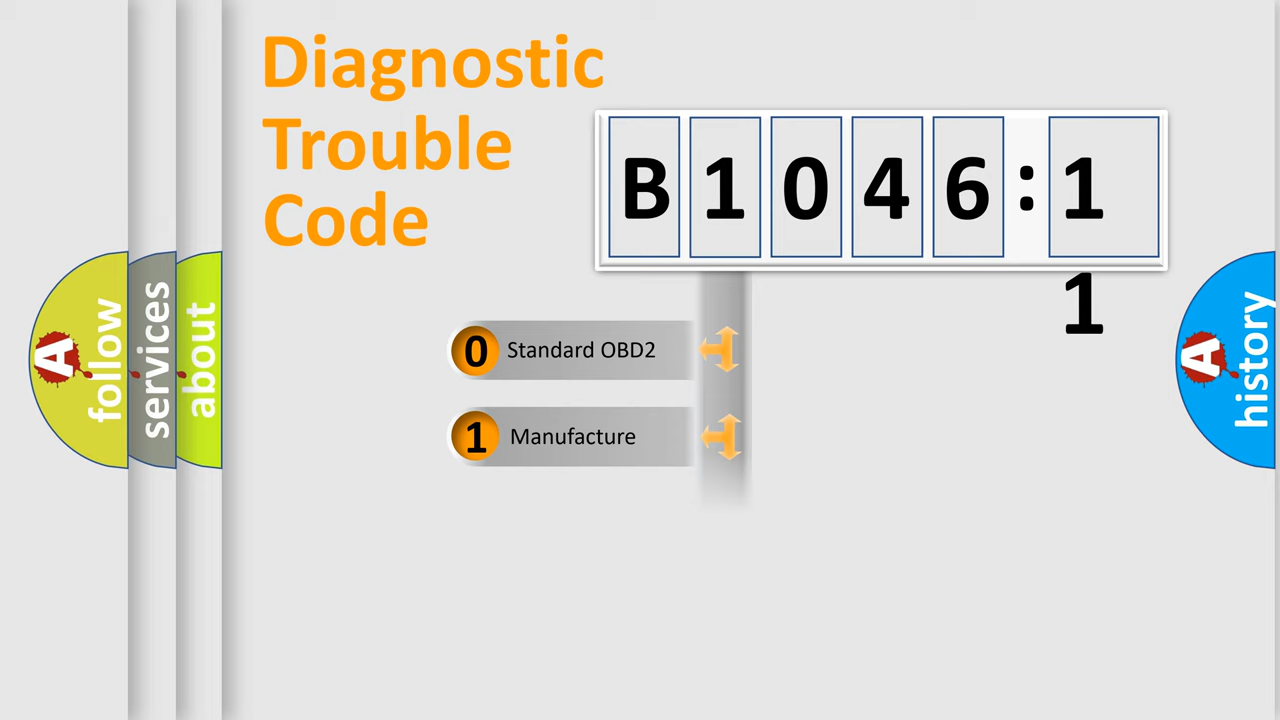 Diagnostic
Trouble
Code
B 1 0 4 6 : 1
1
0 Standard OBD2
1 Manufacture
A follow
services
about
A history